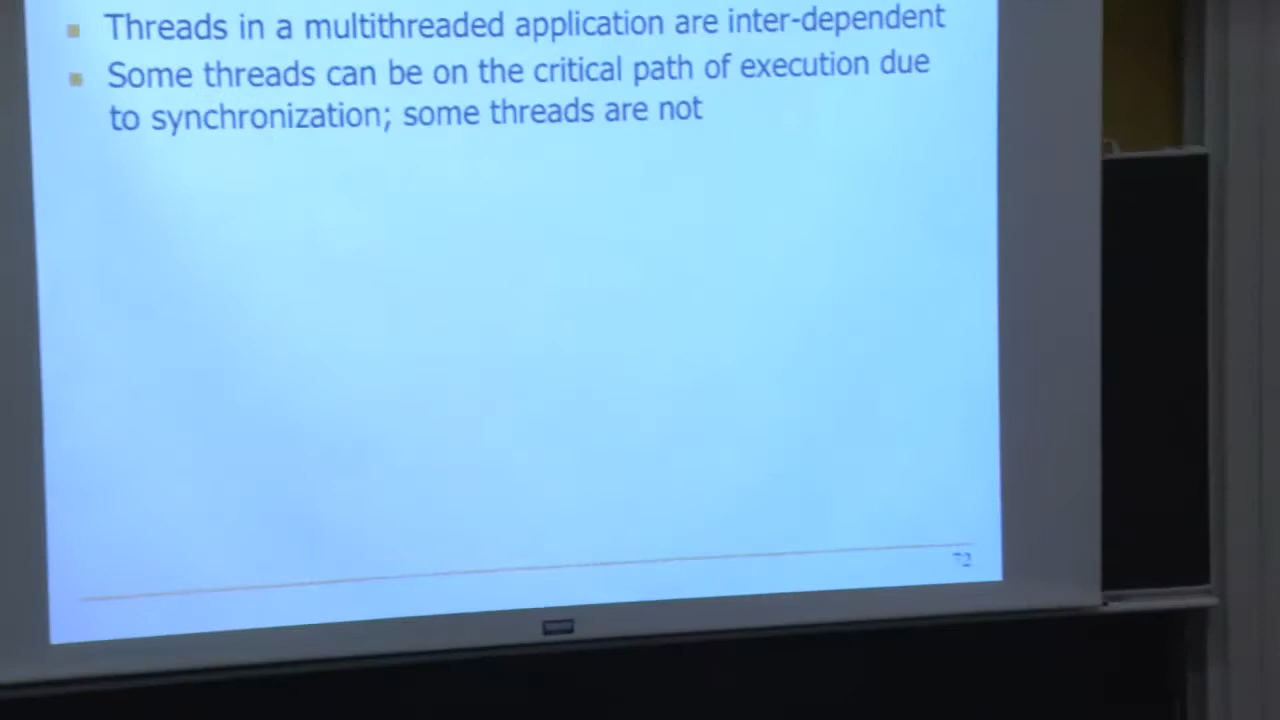 Threads in a multithreaded application are inter-dependent
Some threads can be on the critical path of execution due
to synchronization; some threads are not
72